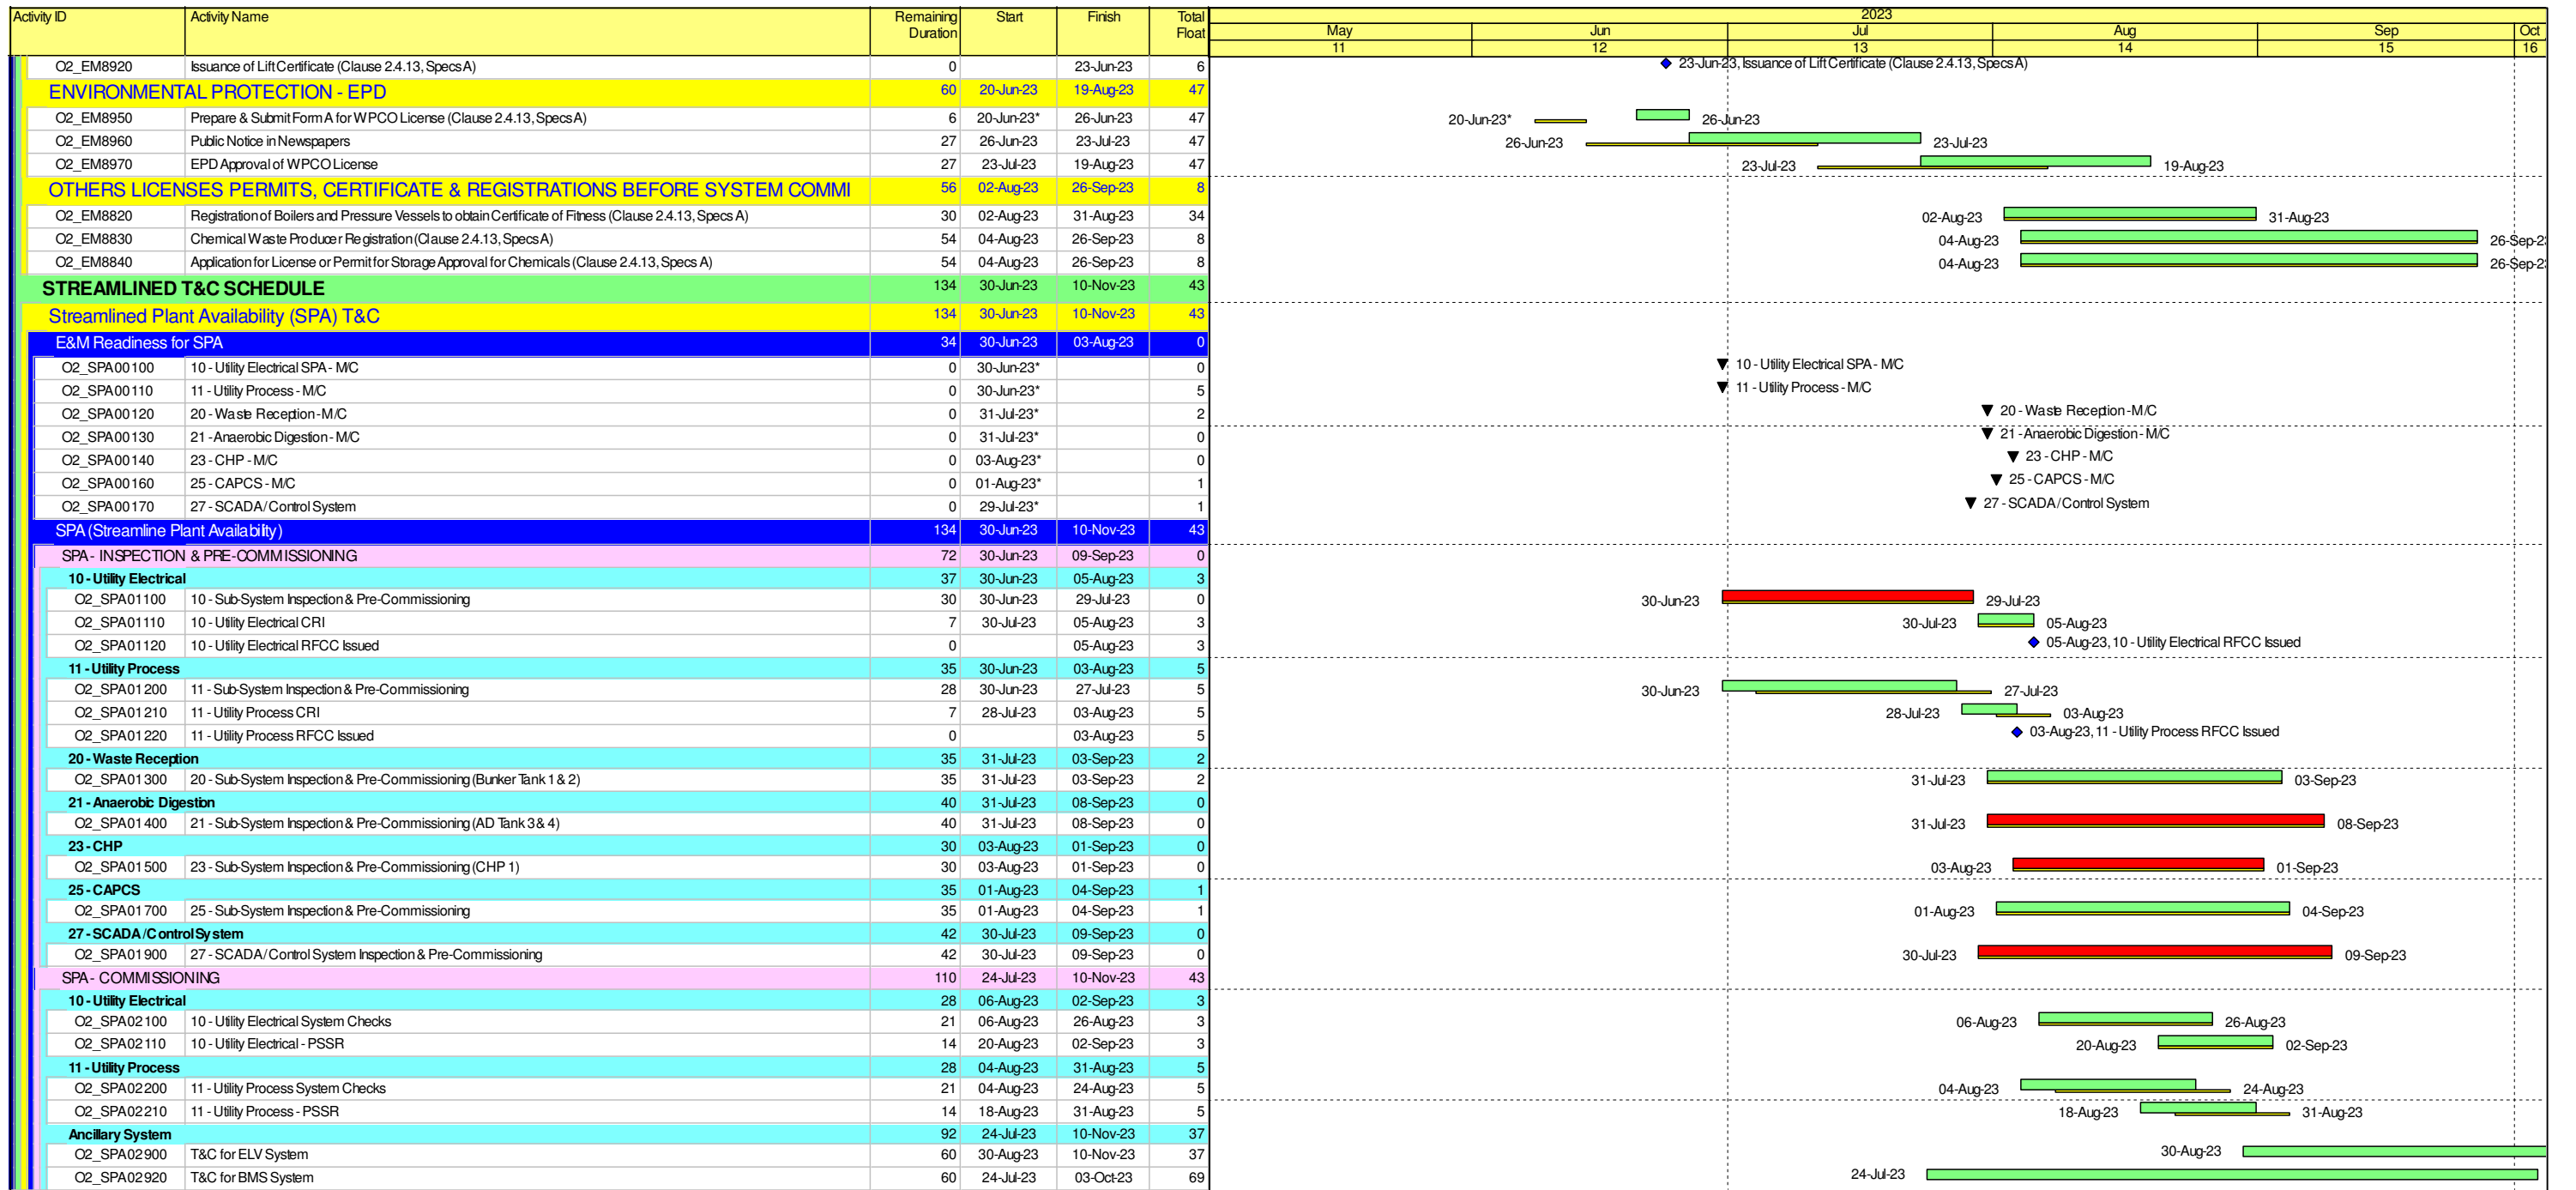 Activity ID Activity Name Remaining Duration Start Finish Total Float 2023
May Jun Jul Aug Sep Oct
11 12 13 14 15 16
O2_EM8920 Issuance of Lift Certificate (Clause 2.4.13, Specs A) 0 23-Jun-23 6 23-Jun-23, Issuance of Lift Certificate (Clause 2.4.13, Specs A)
ENVIRONMENTAL PROTECTION - EPD 60 20-Jun-23 19-Aug-23 47
O2_EM8950 Prepare & Submit Form A for WPCO License (Clause 2.4.13, Specs A) 6 20-Jun-23* 26-Jun-23 47 20-Jun-23* 26-Jun-23
O2_EM8960 Public Notice in Newspapers 27 26-Jun-23 23-Jul-23 47 26-Jun-23 23-Jul-23
O2_EM8970 EPD Approval of WPCO License 27 23-Jul-23 19-Aug-23 47 23-Jul-23 19-Aug-23
OTHERS LICENSES PERMITS, CERTIFICATE & REGISTRATIONS BEFORE SYSTEM COMMI 56 02-Aug-23 26-Sep-23 8
O2_EM8820 Registration of Boilers and Pressure Vessels to obtain Certificate of Fitness (Clause 2.4.13, Specs A) 30 02-Aug-23 31-Aug-23 34 02-Aug-23 31-Aug-23
O2_EM8830 Chemical Waste Producer Registration (Clause 2.4.13, Specs A) 54 04-Aug-23 26-Sep-23 8 04-Aug-23 26-Sep-2
O2_EM8840 Application for License or Permit for Storage Approval for Chemicals (Clause 2.4.13, Specs A) 54 04-Aug-23 26-Sep-23 8 04-Aug-23 26-Sep-2
STREAMLINED T&C SCHEDULE 134 30-Jun-23 10-Nov-23 43
Streamlined Plant Availability (SPA) T&C 134 30-Jun-23 10-Nov-23 43
E&M Readiness for SPA 34 30-Jun-23 03-Aug-23 0
O2_SPA00100 10 - Utility Electrical SPA - M/C 0 30-Jun-23* 0 10 - Utility Electrical SPA - M/C
O2_SPA00110 11 - Utility Process - M/C 0 30-Jun-23* 5 11 - Utility Process - M/C
O2_SPA00120 20 - Waste Reception - M/C 0 31-Jul-23* 2 20 - Waste Reception - M/C
O2_SPA00130 21 - Anaerobic Digestion - M/C 0 31-Jul-23* 0 21 - Anaerobic Digestion - M/C
O2_SPA00140 23 - CHP - M/C 0 03-Aug-23* 0 23 - CHP - M/C
O2_SPA00160 25 - CAPCS - M/C 0 01-Aug-23* 1 25 - CAPCS - M/C
O2_SPA00170 27 - SCADA / Control System 0 29-Jul-23* 1 27 - SCADA / Control System
SPA (Streamline Plant Availability) 134 30-Jun-23 10-Nov-23 43
SPA - INSPECTION & PRE-COMMISSIONING 72 30-Jun-23 09-Sep-23 0
10 - Utility Electrical 37 30-Jun-23 05-Aug-23 3
O2_SPA01100 10 - Sub-System Inspection & Pre-Commissioning 30 30-Jun-23 29-Jul-23 0 30-Jun-23 29-Jul-23
O2_SPA01110 10 - Utility Electrical CRI 7 30-Jul-23 05-Aug-23 3 30-Jul-23 05-Aug-23
O2_SPA01120 10 - Utility Electrical RFCC Issued 0 05-Aug-23 3 05-Aug-23, 10 - Utility Electrical RFCC Issued
11 - Utility Process 35 30-Jun-23 03-Aug-23 5
O2_SPA01200 11 - Sub-System Inspection & Pre-Commissioning 28 30-Jun-23 27-Jul-23 5 30-Jun-23 27-Jul-23
O2_SPA01210 11 - Utility Process CRI 7 28-Jul-23 03-Aug-23 5 28-Jul-23 03-Aug-23
O2_SPA01220 11 - Utility Process RFCC Issued 0 03-Aug-23 5 03-Aug-23, 11 - Utility Process RFCC Issued
20 - Waste Reception 35 31-Jul-23 03-Sep-23 2
O2_SPA01300 20 - Sub-System Inspection & Pre-Commissioning (Bunker Tank 1 & 2) 35 31-Jul-23 03-Sep-23 2 31-Jul-23 03-Sep-23
21 - Anaerobic Digestion 40 31-Jul-23 08-Sep-23 0
O2_SPA01400 21 - Sub-System Inspection & Pre-Commissioning (AD Tank 3 & 4) 40 31-Jul-23 08-Sep-23 0 31-Jul-23 08-Sep-23
23 - CHP 30 03-Aug-23 01-Sep-23 0
O2_SPA01500 23 - Sub-System Inspection & Pre-Commissioning (CHP 1) 30 03-Aug-23 01-Sep-23 0 03-Aug-23 01-Sep-23
25 - CAPCS 35 01-Aug-23 04-Sep-23 1
O2_SPA01700 25 - Sub-System Inspection & Pre-Commissioning 35 01-Aug-23 04-Sep-23 1 01-Aug-23 04-Sep-23
27 - SCADA / Control System 42 30-Jul-23 09-Sep-23 0
O2_SPA01900 27 - SCADA / Control System Inspection & Pre-Commissioning 42 30-Jul-23 09-Sep-23 0 30-Jul-23 09-Sep-23
SPA - COMMISSIONING 110 24-Jul-23 10-Nov-23 43
10 - Utility Electrical 28 06-Aug-23 02-Sep-23 3
O2_SPA02100 10 - Utility Electrical System Checks 21 06-Aug-23 26-Aug-23 3 06-Aug-23 26-Aug-23
O2_SPA02110 10 - Utility Electrical - PSSR 14 20-Aug-23 02-Sep-23 3 20-Aug-23 02-Sep-23
11 - Utility Process 28 04-Aug-23 31-Aug-23 5
O2_SPA02200 11 - Utility Process System Checks 21 04-Aug-23 24-Aug-23 5 04-Aug-23 24-Aug-23
O2_SPA02210 11 - Utility Process - PSSR 14 18-Aug-23 31-Aug-23 5 18-Aug-23 31-Aug-23
Ancillary System 92 24-Jul-23 10-Nov-23 37
O2_SPA02900 T&C for ELV System 60 30-Aug-23 10-Nov-23 37 30-Aug-23
O2_SPA02920 T&C for BMS System 60 24-Jul-23 03-Oct-23 69 24-Jul-23